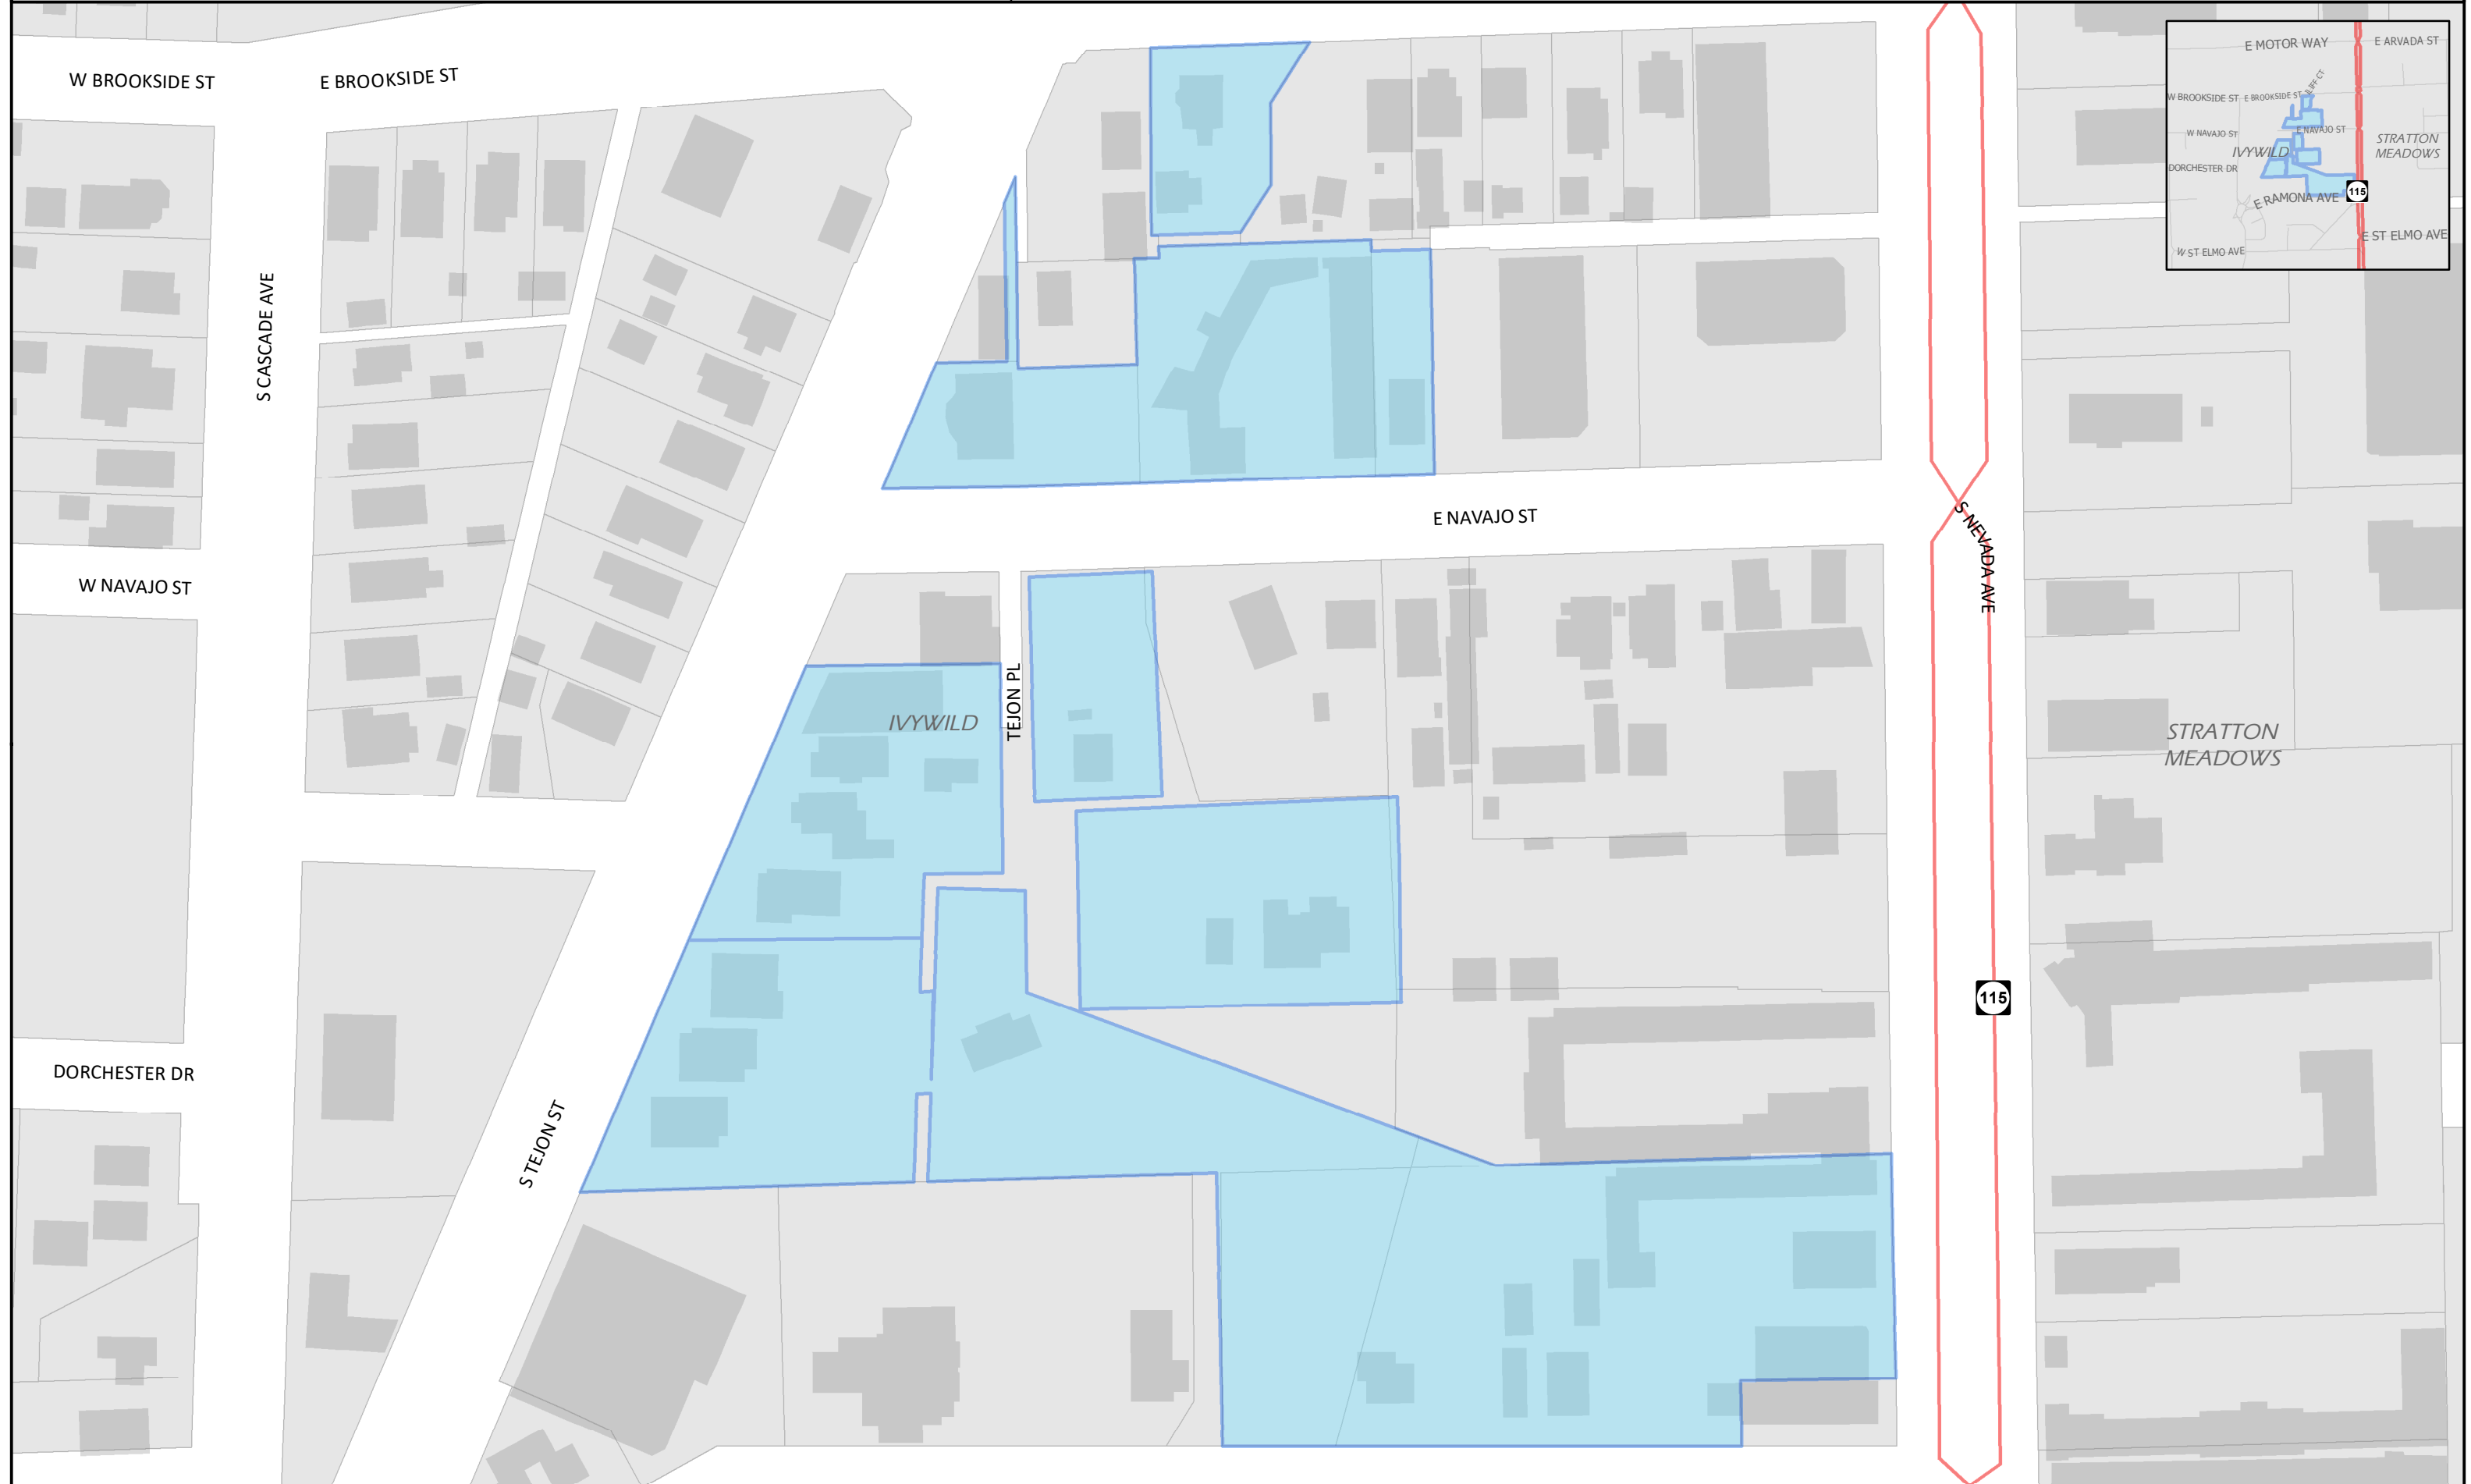 W BROOKSIDE ST
E BROOKSIDE ST
S CASCADE AVE
E NAVAJO ST
W NAVAJO ST
S NEVADA AVE
TEJON PL
IVYWILD
STRATTON
MEADOWS
115
DORCHESTER DR
S TEJON ST
E MOTOR WAY
E ARVADA ST
W BROOKSIDE ST
E BROOKSIDE ST
W NAVAJO ST
E NAVAJO ST
STRATTON
MEADOWS
IVYWILD
DORCHESTER DR
115
E RAMONA AVE
E ST ELMO AVE
W ST ELMO AVE